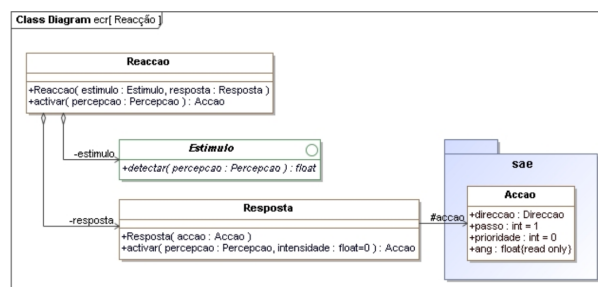 Class Diagram ecr[ Reacção ]
Reaccao
+Reaccao( estimulo : Estimulo, resposta : Resposta )
+activar( percepcao : Percepcao ) : Accao
-estimulo
Estimulo
+detectar( percepcao : Percepcao ) : float
-resposta
Resposta
+Resposta( accao : Accao )
+activar( percepcao : Percepcao, intensidade : float=0 ) : Accao
#accao
sae
Accao
+direccao : Direccao
+passo : int = 1
+prioridade : int = 0
+ang : float{read only}